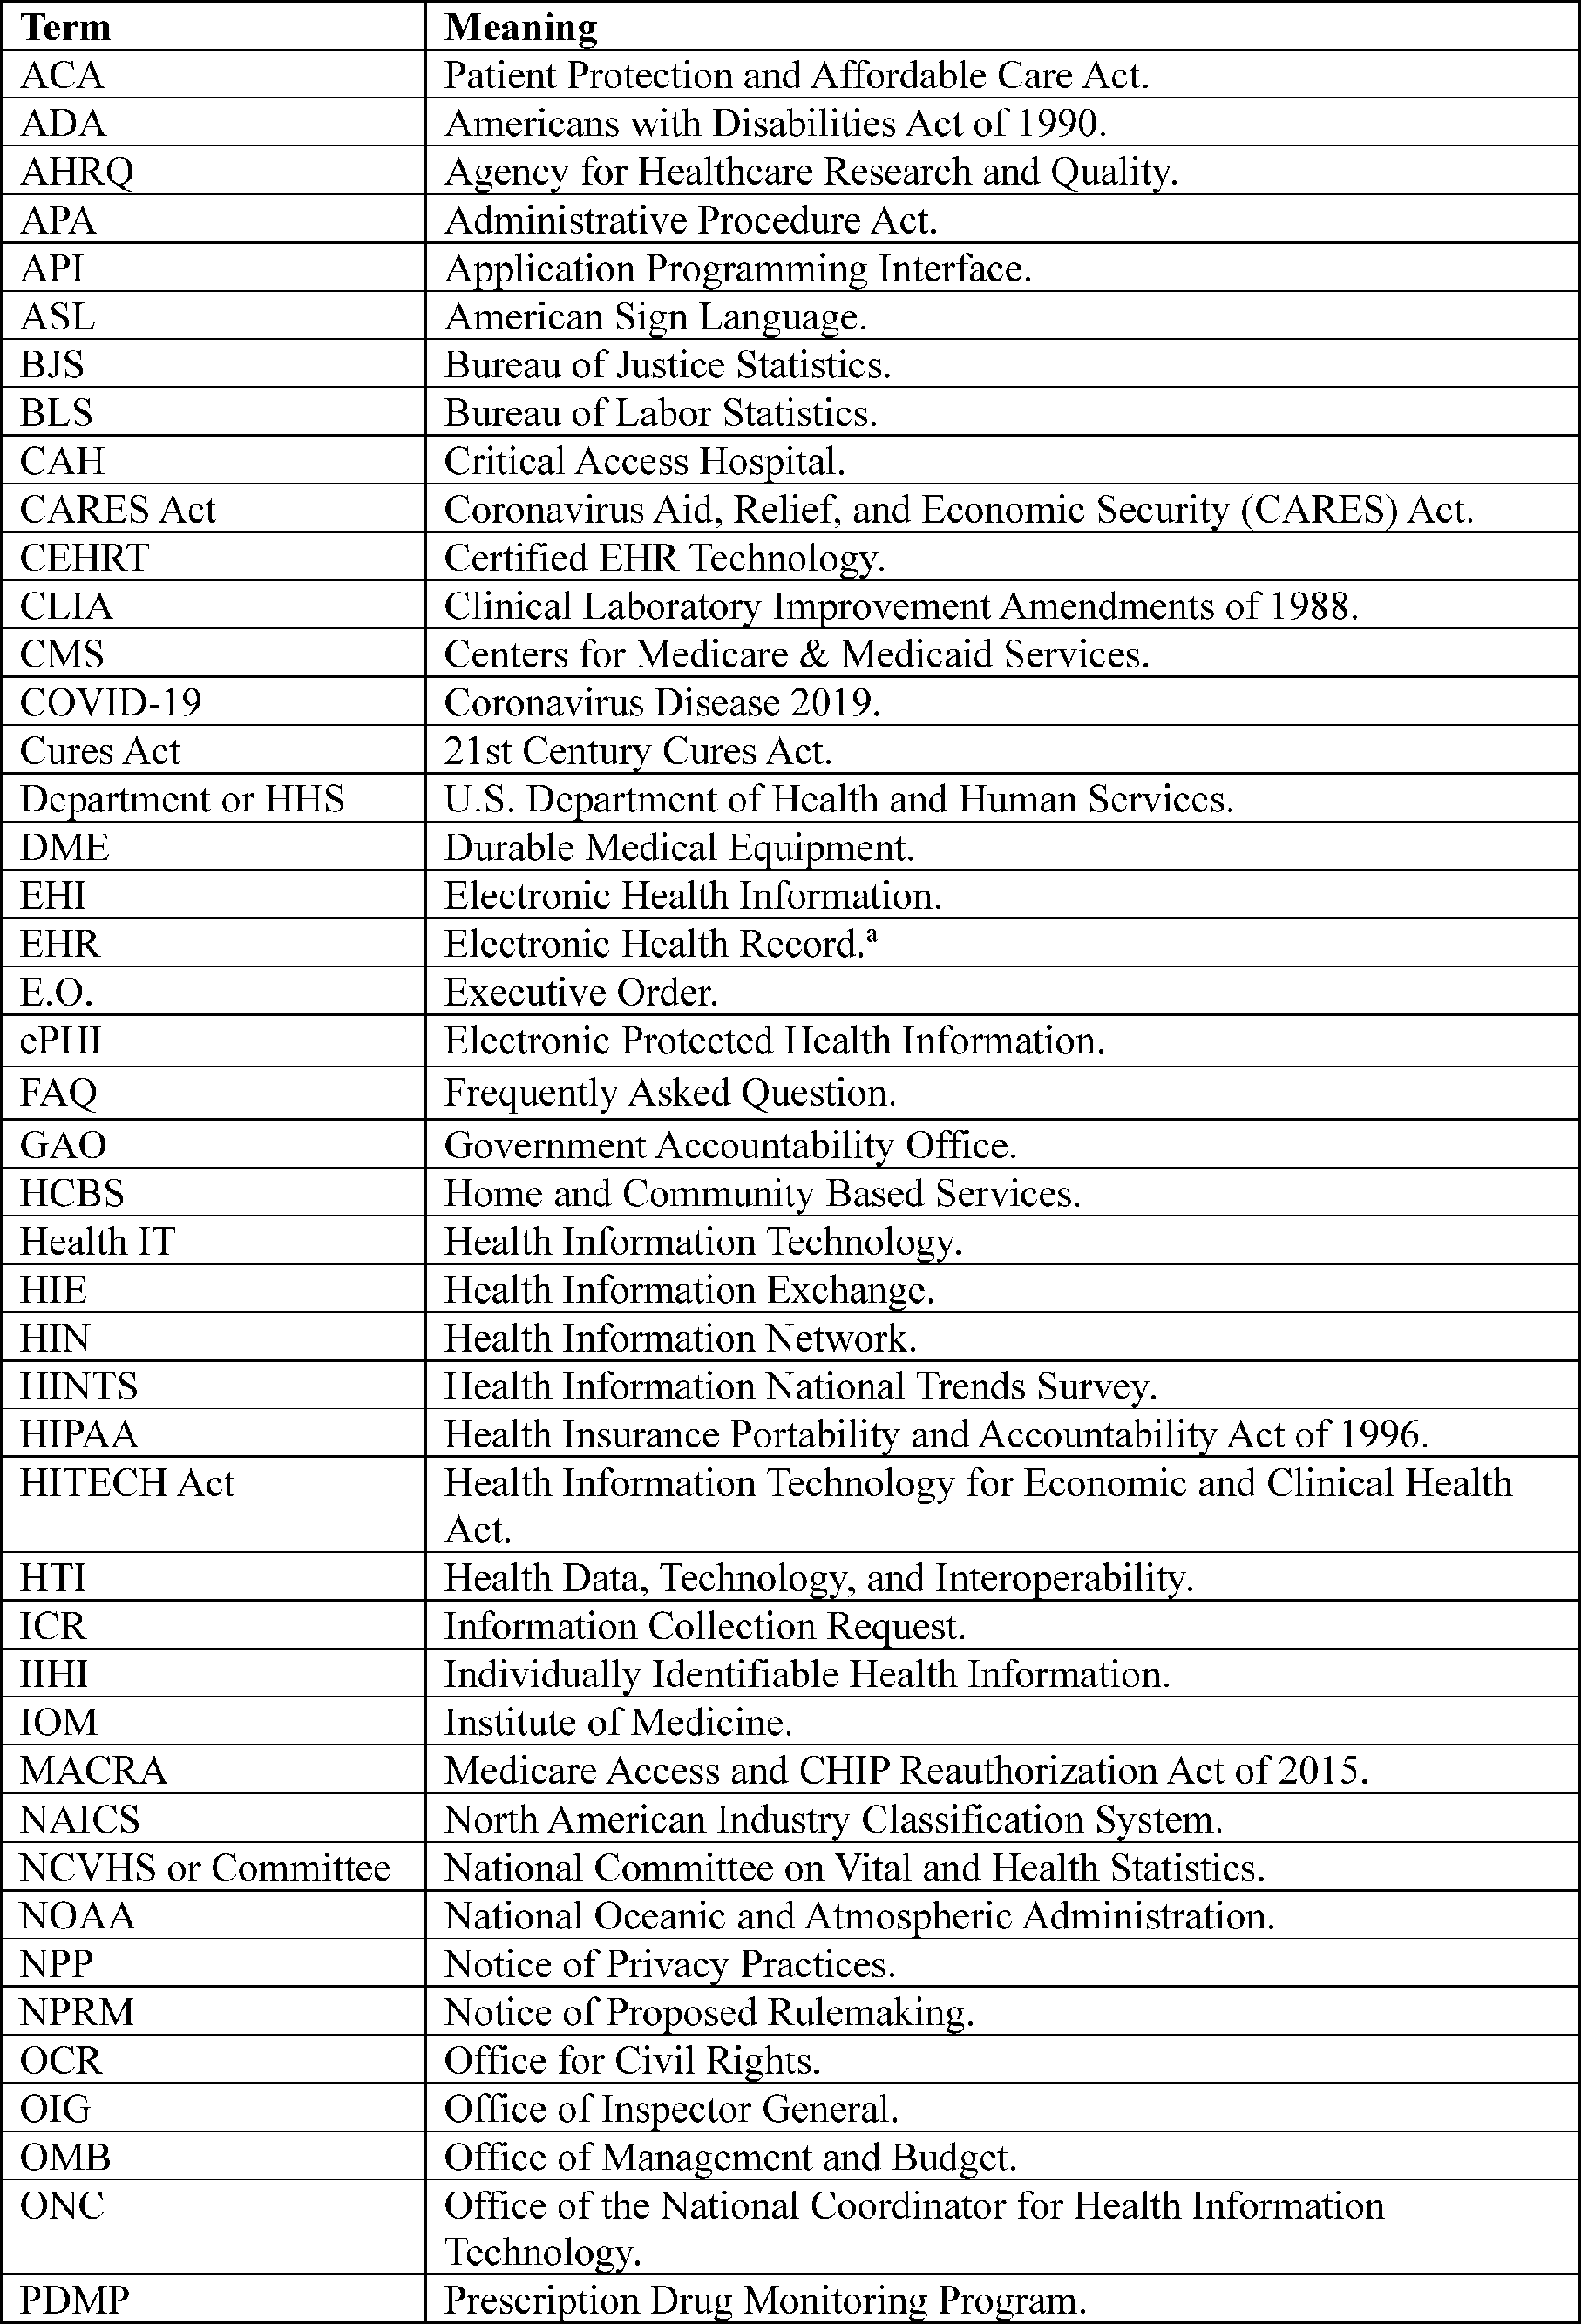 Term Meaning
ACA Patient Protection and Affordable Care Act.
ADA Americans with Disabilities Act of 1990.
AHRQ Agency for Healthcare Research and Quality.
APA Administrative Procedure Act.
API Application Programming Interface.
ASL American Sign Language.
BJS Bureau of Justice Statistics.
BLS Bureau of Labor Statistics.
CAH Critical Access Hospital.
CARES Act Coronavirus Aid, Relief, and Economic Security (CARES) Act.
CEHRT Certified EHR Technology.
CLIA Clinical Laboratory Improvement Amendments of 1988.
CMS Centers for Medicare & Medicaid Services.
COVID-19 Coronavirus Disease 2019.
Cures Act 21st Century Cures Act.
Department or HHS U.S. Department of Health and Human Services.
DME Durable Medical Equipment.
EHI Electronic Health Information.
EHR Electronic Health Record.ᵃ
E.O. Executive Order.
ePHI Electronic Protected Health Information.
FAQ Frequently Asked Question.
GAO Government Accountability Office.
HCBS Home and Community Based Services.
Health IT Health Information Technology.
HIE Health Information Exchange.
HIN Health Information Network.
HINTS Health Information National Trends Survey.
HIPAA Health Insurance Portability and Accountability Act of 1996.
HITECH Act Health Information Technology for Economic and Clinical Health
Act.
HTI Health Data, Technology, and Interoperability.
ICR Information Collection Request.
IIHI Individually Identifiable Health Information.
IOM Institute of Medicine.
MACRA Medicare Access and CHIP Reauthorization Act of 2015.
NAICS North American Industry Classification System.
NCVHS or Committee National Committee on Vital and Health Statistics.
NOAA National Oceanic and Atmospheric Administration.
NPP Notice of Privacy Practices.
NPRM Notice of Proposed Rulemaking.
OCR Office for Civil Rights.
OIG Office of Inspector General.
OMB Office of Management and Budget.
ONC Office of the National Coordinator for Health Information
Technology.
PDMP Prescription Drug Monitoring Program.